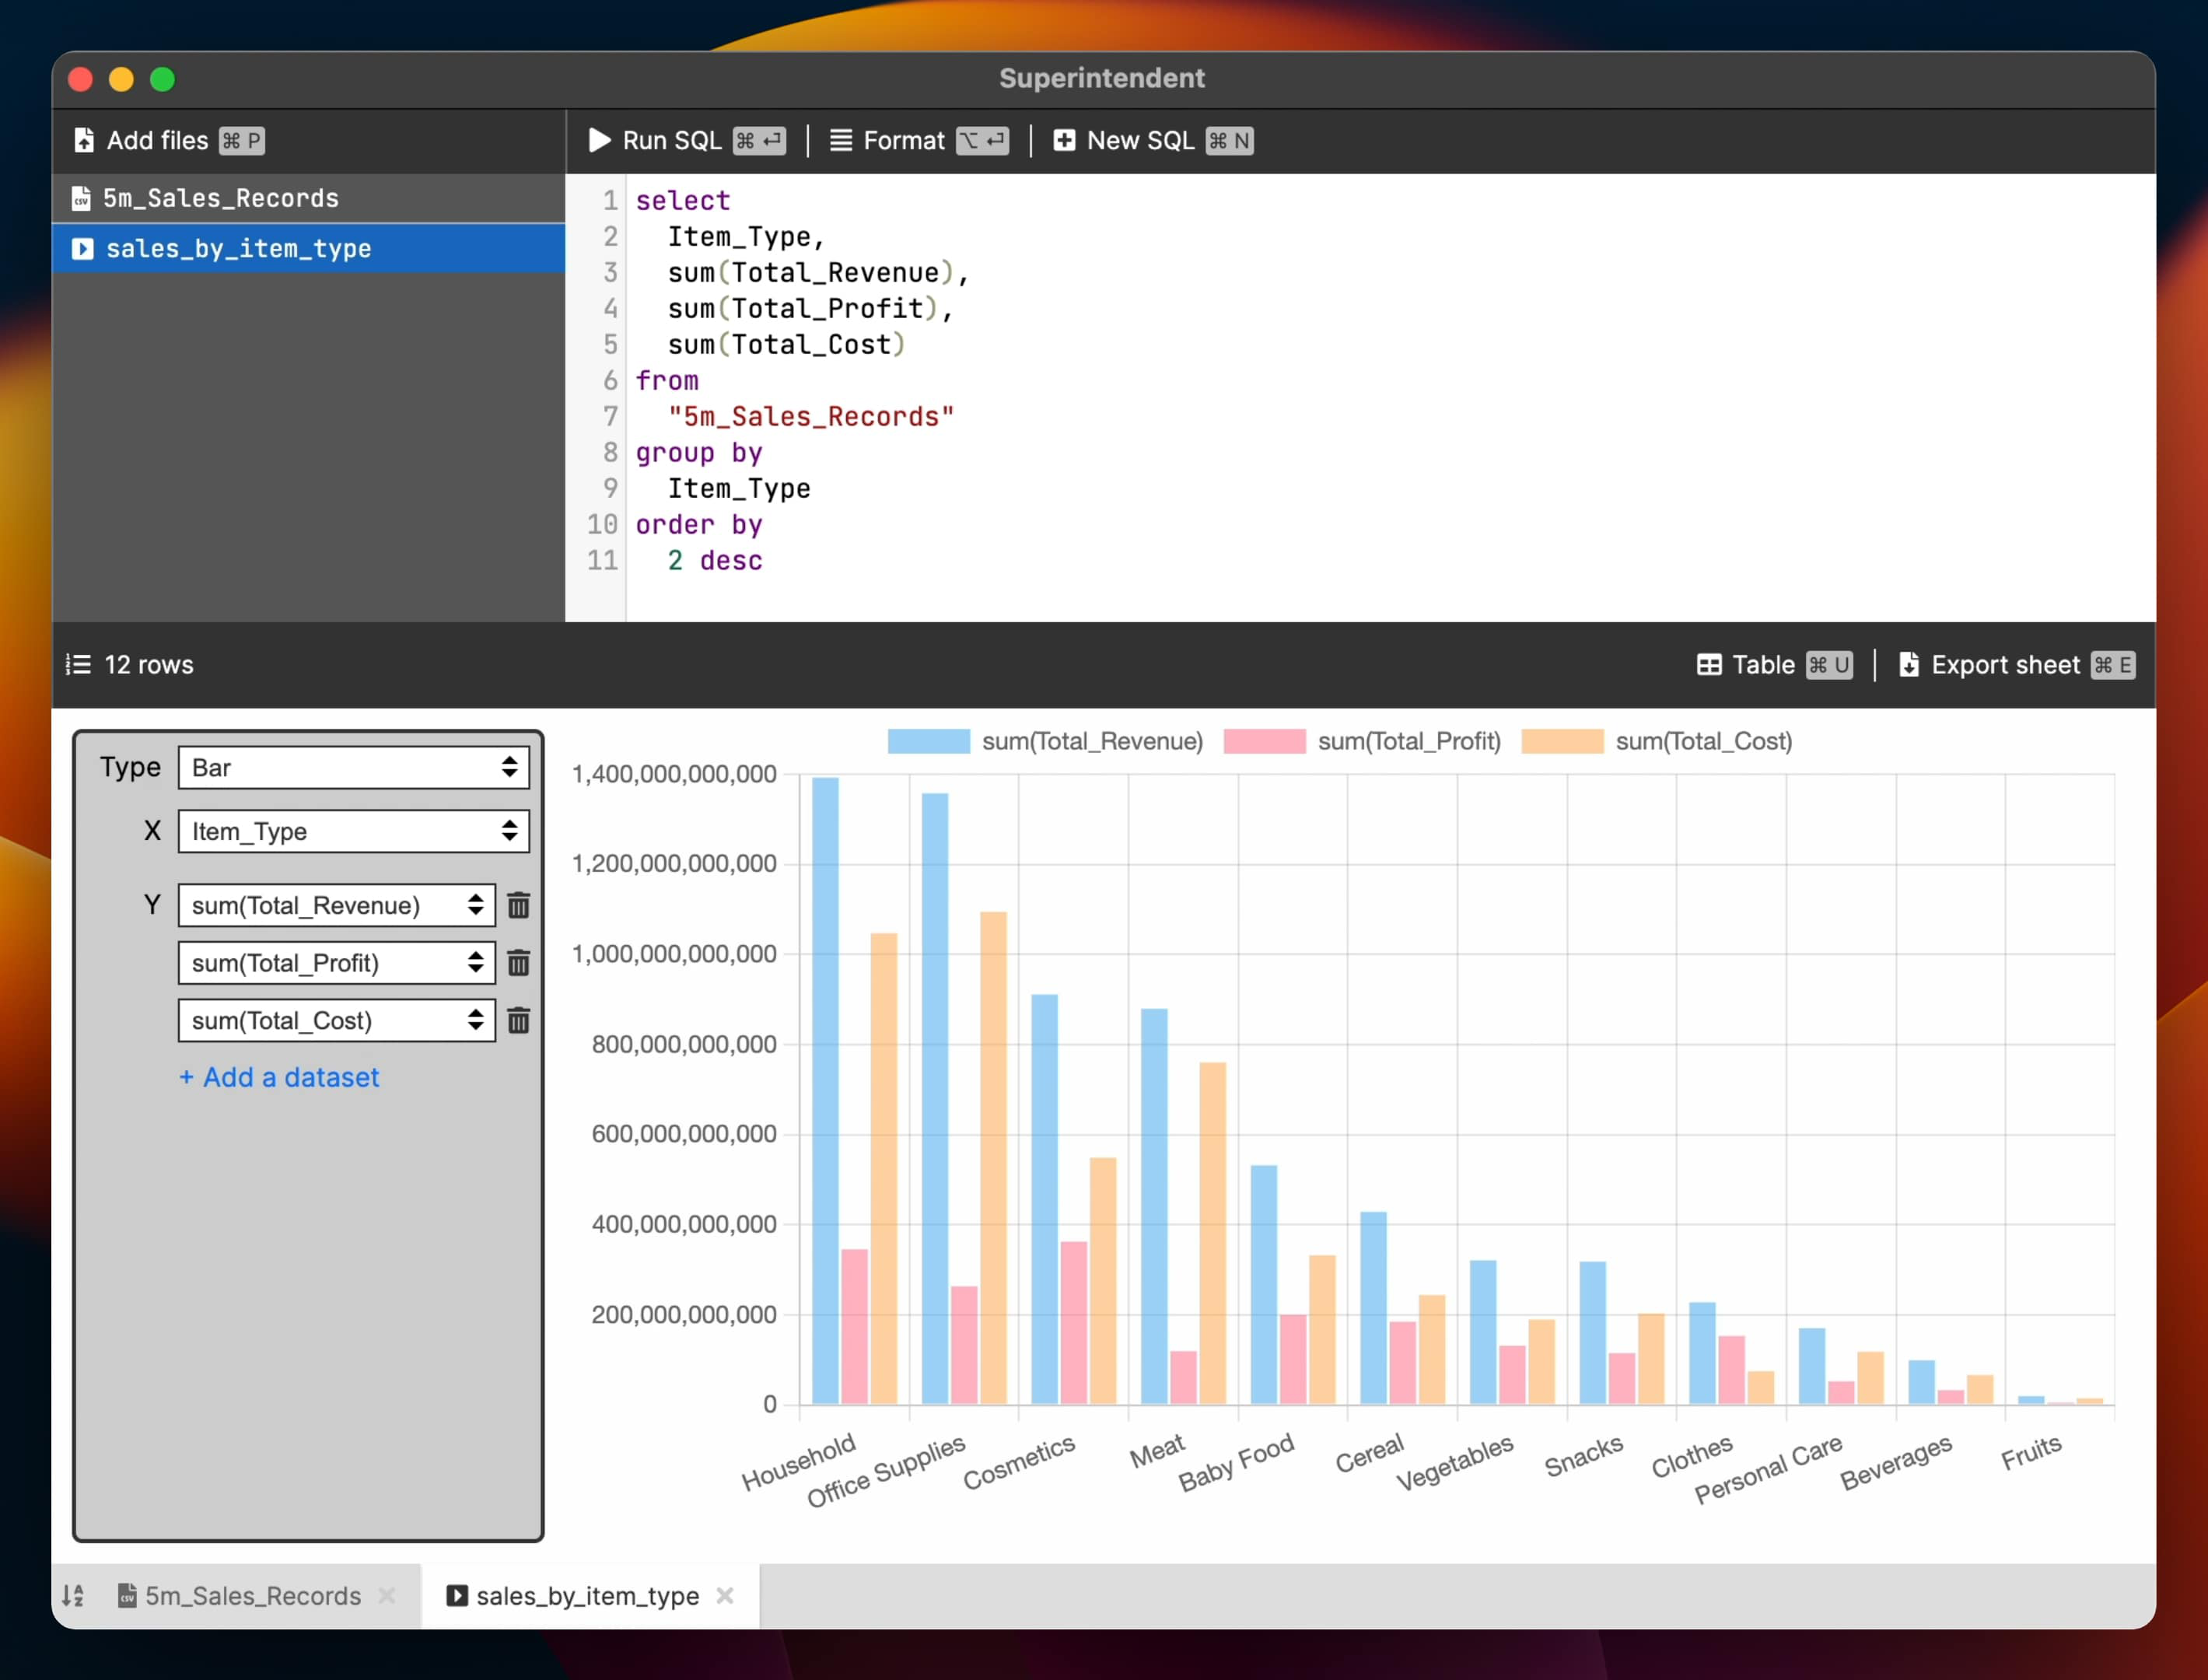 Superintendent
Add files ⌘ P
Run SQL ⌘ ↵ | Format ⌥ ↵ | New SQL ⌘ N
5m_Sales_Records
sales_by_item_type
1 select
2 Item_Type,
3 sum(Total_Revenue),
4 sum(Total_Profit),
5 sum(Total_Cost)
6 from
7 "5m_Sales_Records"
8 group by
9 Item_Type
10 order by
11 2 desc
12 rows
Table ⌘ U | Export sheet ⌘ E
Type Bar
X Item_Type
Y sum(Total_Revenue)
sum(Total_Profit)
sum(Total_Cost)
+ Add a dataset
sum(Total_Revenue) sum(Total_Profit) sum(Total_Cost)
1,400,000,000,000
1,200,000,000,000
1,000,000,000,000
800,000,000,000
600,000,000,000
400,000,000,000
200,000,000,000
0
Household
Office Supplies
Cosmetics
Meat
Baby Food
Cereal
Vegetables
Snacks
Clothes
Personal Care
Beverages
Fruits
5m_Sales_Records
sales_by_item_type